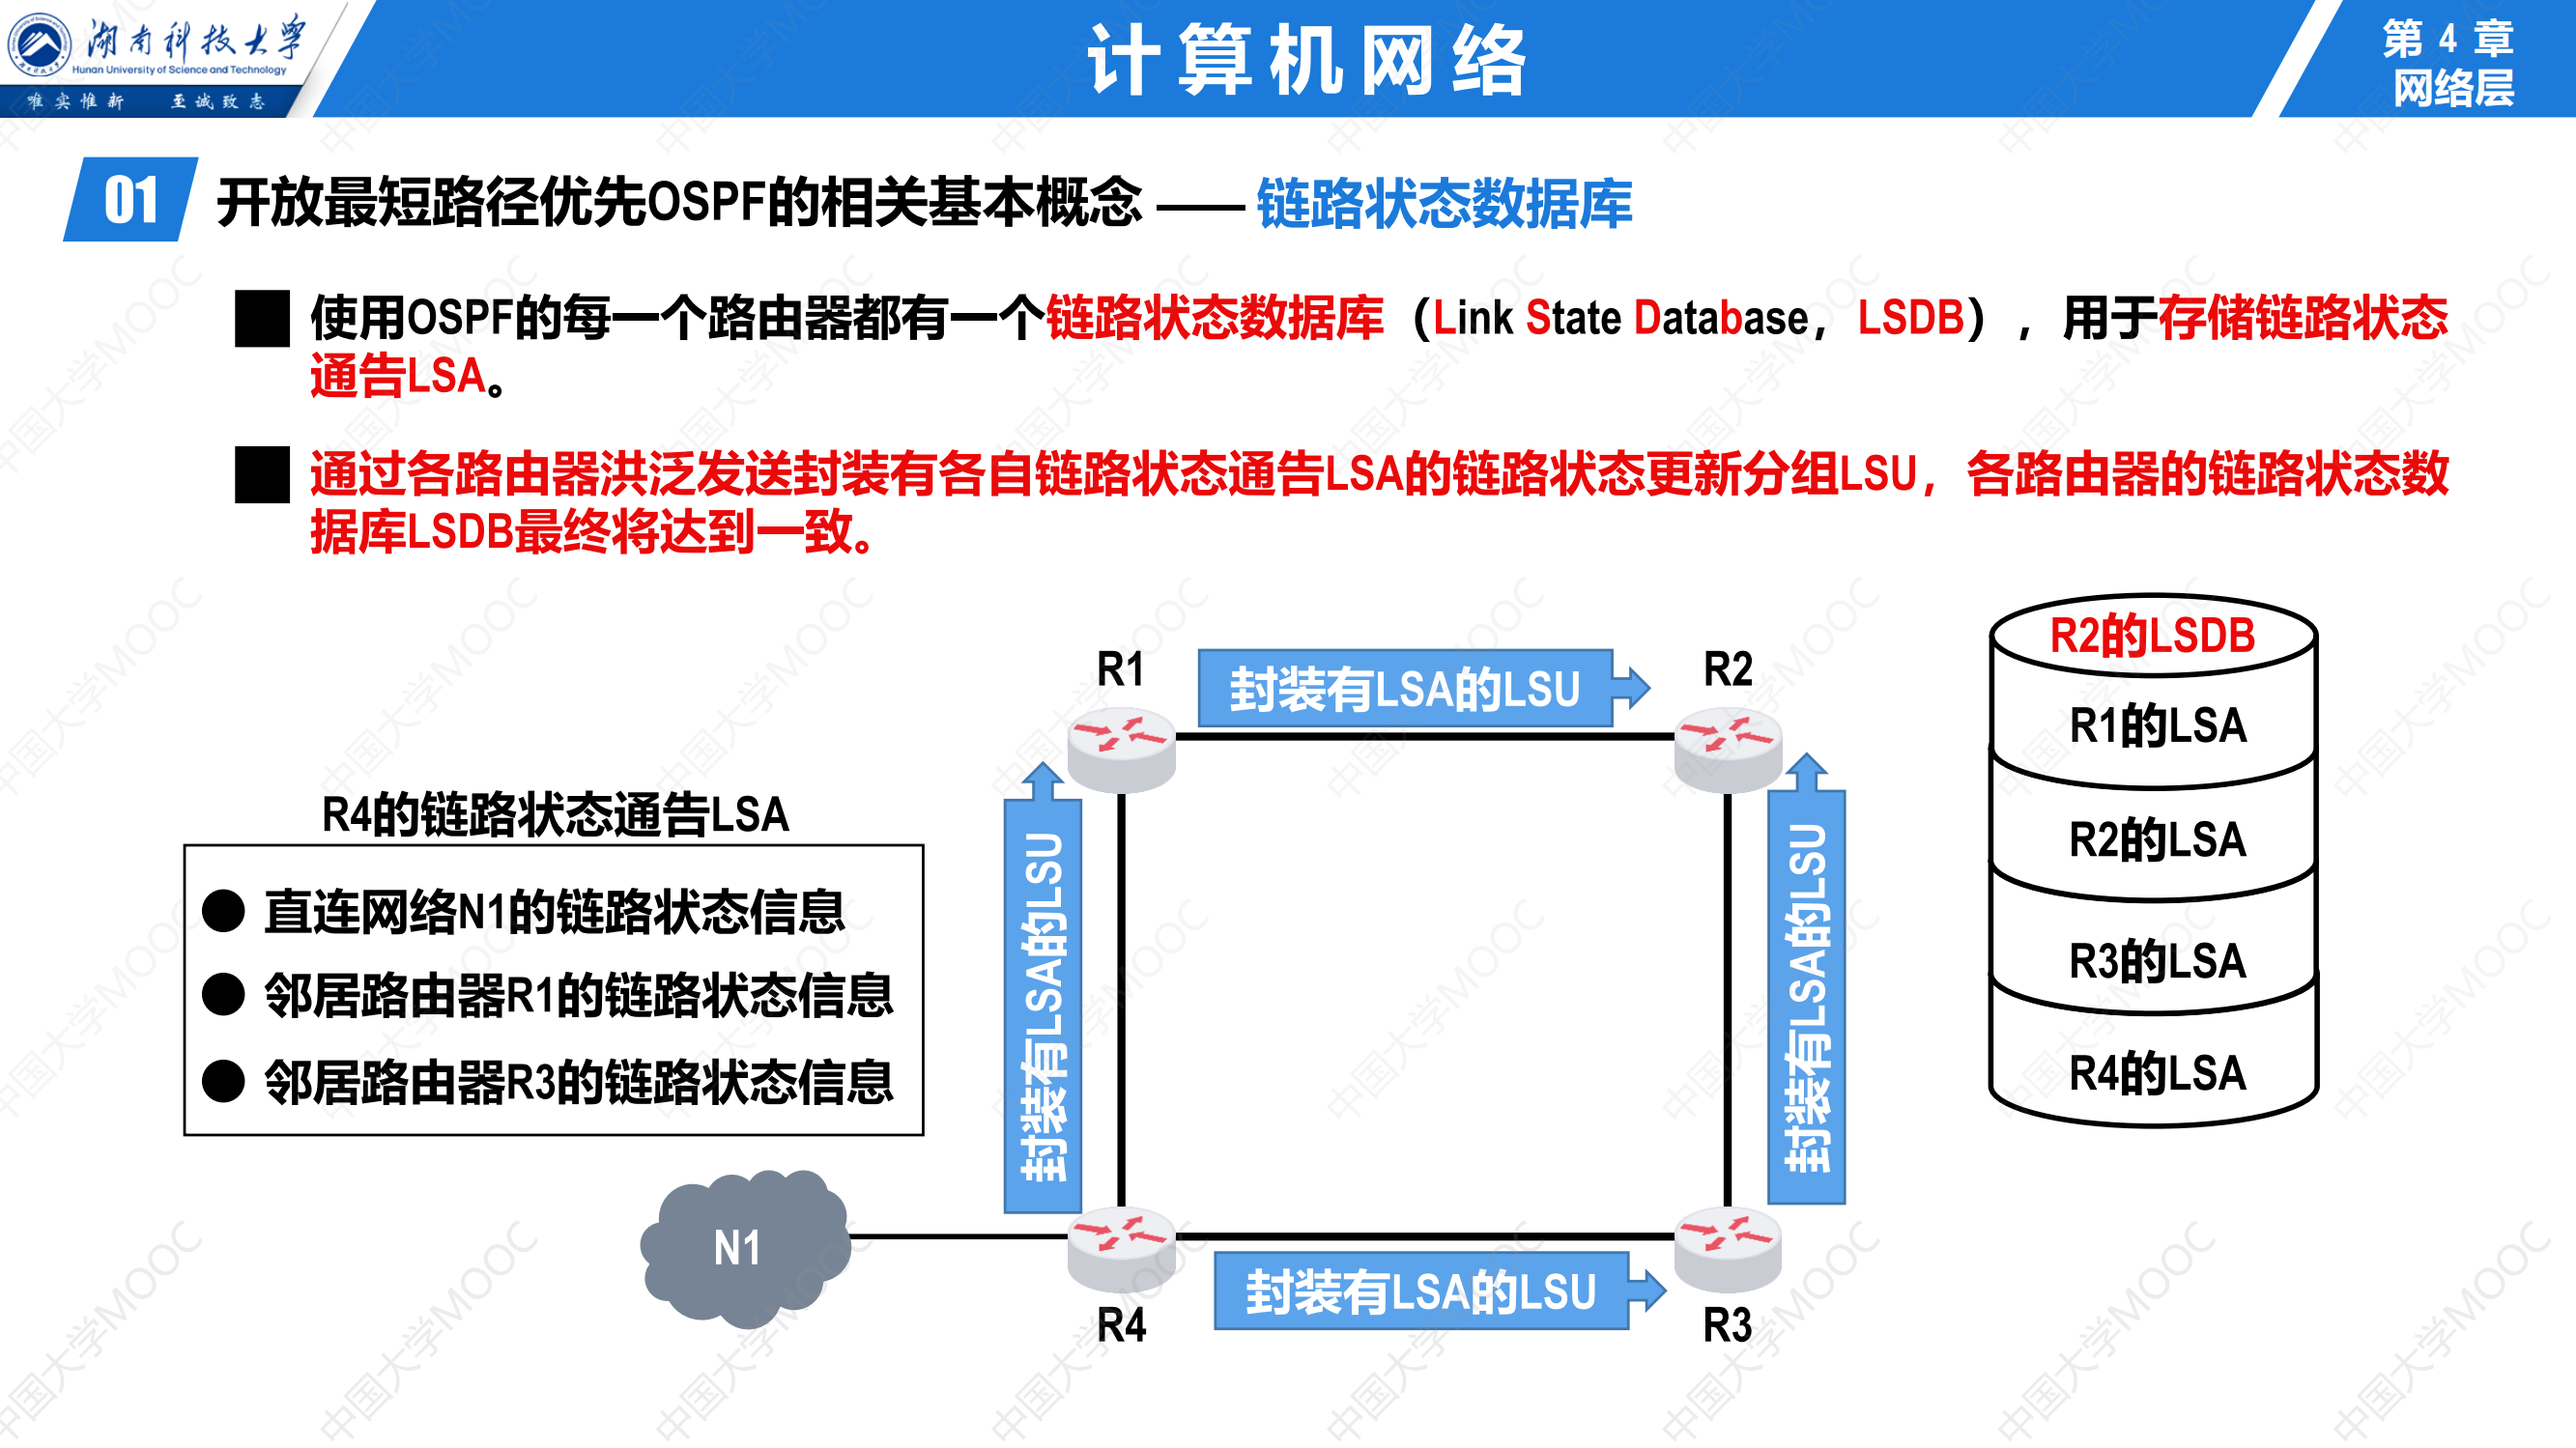 湖南科技大学
Hunan University of Science and Technology
唯实惟新 至诚致志
计算机网络
第 4 章
网络层
01 开放最短路径优先OSPF的相关基本概念 —— 链路状态数据库
使用OSPF的每一个路由器都有一个链路状态数据库（Link State Database，LSDB），用于存储链路状态
通告LSA。
通过各路由器洪泛发送封装有各自链路状态通告LSA的链路状态更新分组LSU，各路由器的链路状态数
据库LSDB最终将达到一致。
R4的链路状态通告LSA
直连网络N1的链路状态信息
邻居路由器R1的链路状态信息
邻居路由器R3的链路状态信息
N1
R1
封装有LSA的LSU
R2
封装有LSA的LSU
封装有LSA的LSU
R4
封装有LSA的LSU
R3
R2的LSDB
R1的LSA
R2的LSA
R3的LSA
R4的LSA
中国大学MOOC